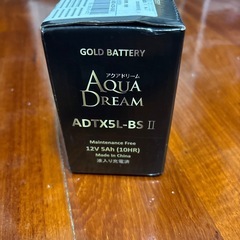 GOLD BATTERY
アクアドリーム
AQUA
DREAM
ADTX5L-BS II
Maintenance Free
12V 5Ah (10HR)
Made In China
液入り充電済